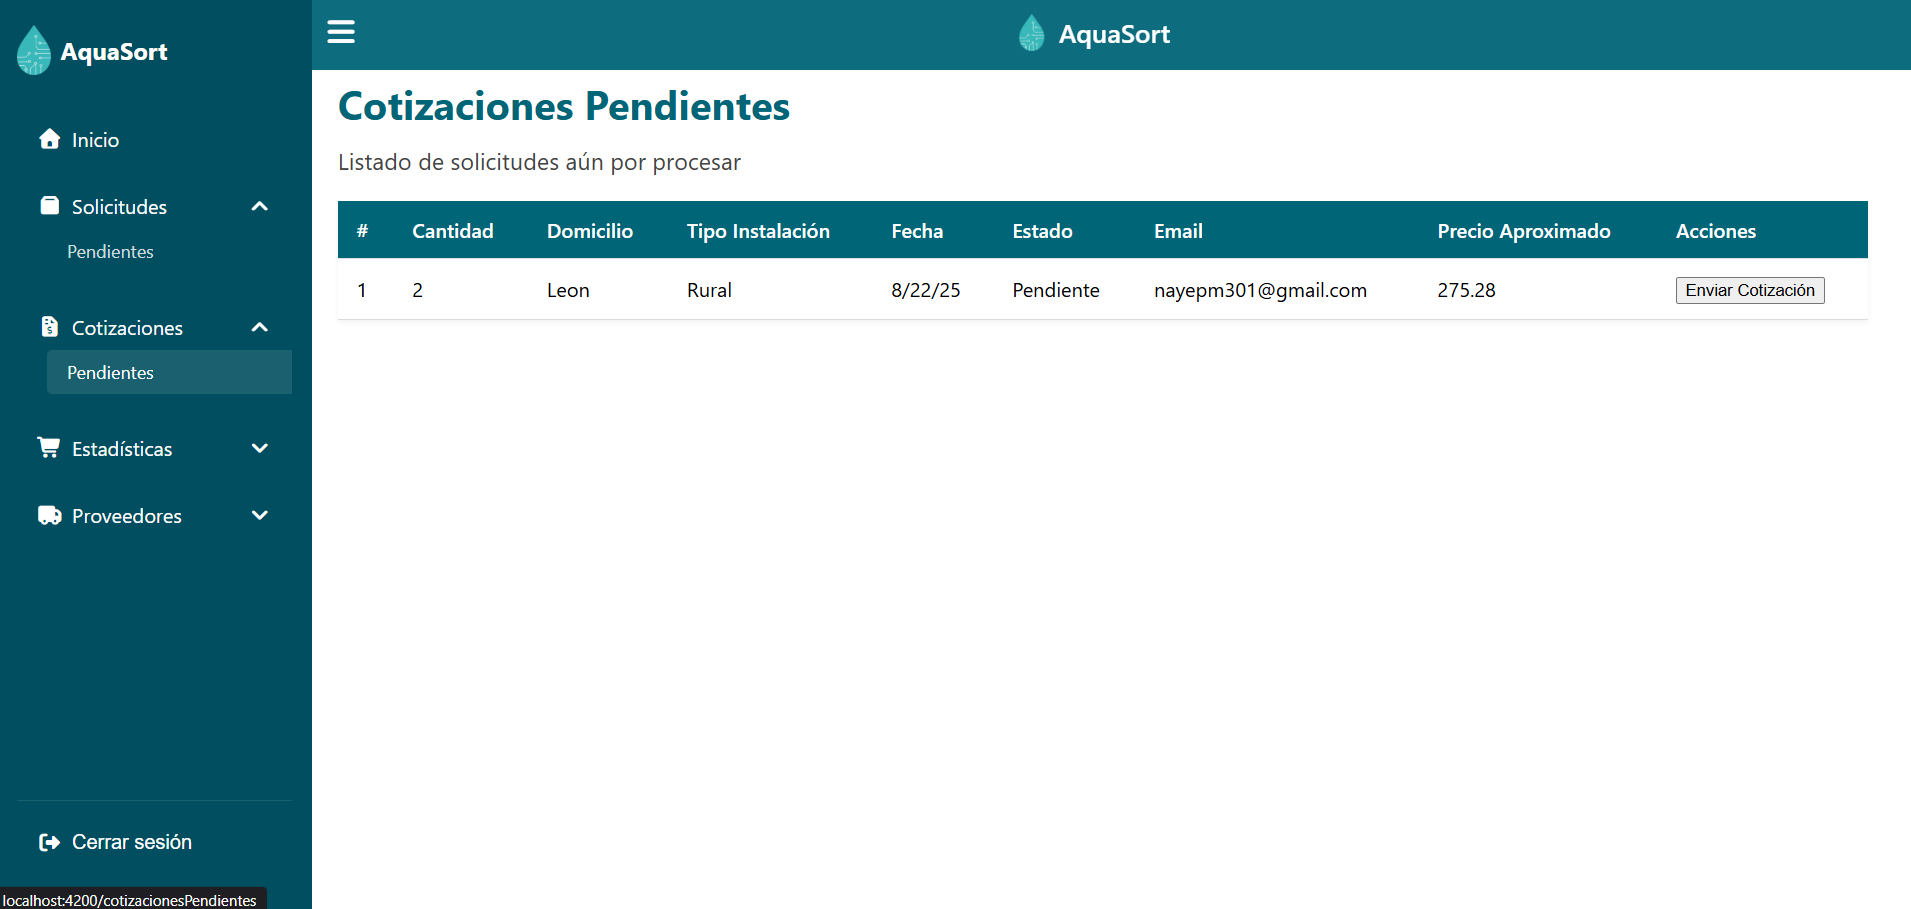 AquaSort
AquaSort
Inicio
Solicitudes
Pendientes
Cotizaciones
Pendientes
Estadísticas
Proveedores
Cerrar sesión
localhost:4200/cotizacionesPendientes
Cotizaciones Pendientes
Listado de solicitudes aún por procesar
# Cantidad Domicilio Tipo Instalación Fecha Estado Email Precio Aproximado Acciones
1 2 Leon Rural 8/22/25 Pendiente nayepm301@gmail.com 275.28 Enviar Cotización